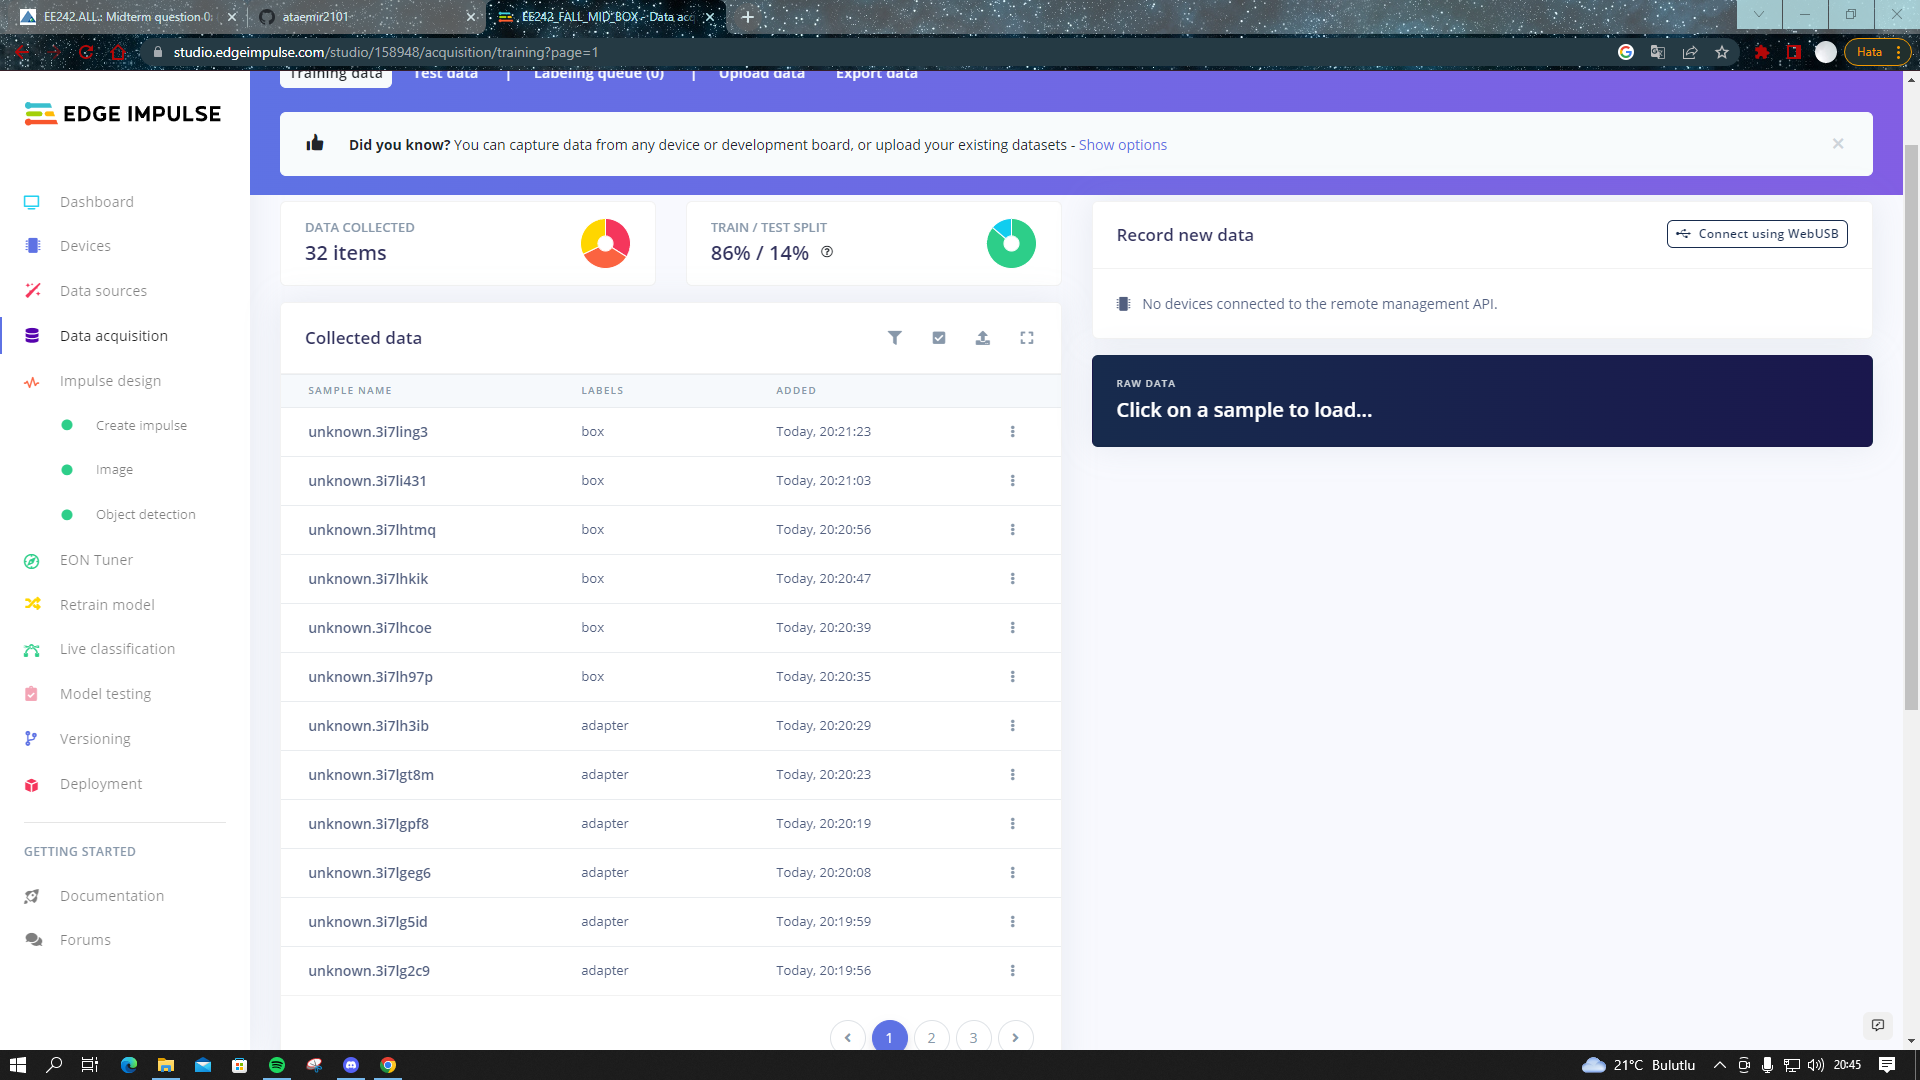 EE242.ALL.: Midterm question 0
ataemir2101
EE242_FALL_MID_BOX - Data acq
studio.edgeimpulse.com/studio/158948/acquisition/training?page=1
Hata
EDGE IMPULSE
Dashboard
Devices
Data sources
Data acquisition
Impulse design
Create impulse
Image
Object detection
EON Tuner
Retrain model
Live classification
Model testing
Versioning
Deployment
GETTING STARTED
Documentation
Forums
Training data | Test data | Labeling queue (0) | Upload data Export data
Did you know? You can capture data from any device or development board, or upload your existing datasets - Show options
DATA COLLECTED
32 items
TRAIN / TEST SPLIT
86% / 14%
Collected data
SAMPLE NAME LABELS ADDED
unknown.3i7ling3 box Today, 20:21:23
unknown.3i7li431 box Today, 20:21:03
unknown.3i7lhtmq box Today, 20:20:56
unknown.3i7lhkik box Today, 20:20:47
unknown.3i7lhcoe box Today, 20:20:39
unknown.3i7lh97p box Today, 20:20:35
unknown.3i7lh3ib adapter Today, 20:20:29
unknown.3i7lgt8m adapter Today, 20:20:23
unknown.3i7lgpf8 adapter Today, 20:20:19
unknown.3i7lgeg6 adapter Today, 20:20:08
unknown.3i7lg5id adapter Today, 20:19:59
unknown.3i7lg2c9 adapter Today, 20:19:56
1 2 3
Record new data
Connect using WebUSB
No devices connected to the remote management API.
RAW DATA
Click on a sample to load...
21°C Bulutlu
20:45